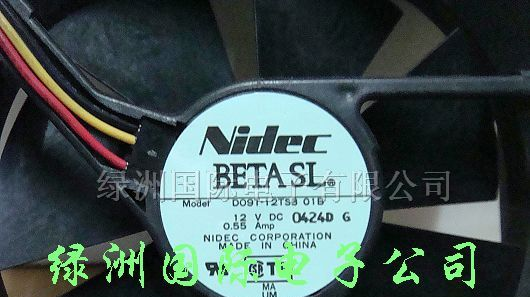 Nidec
BETA SL®
绿洲国际电子有限公司
Model D09T-12TS3 01B
12 V DC 0424D G
0.55 Amp
NIDEC CORPORATION
MADE IN CHINA
绿洲国际电子公司
MA
UM